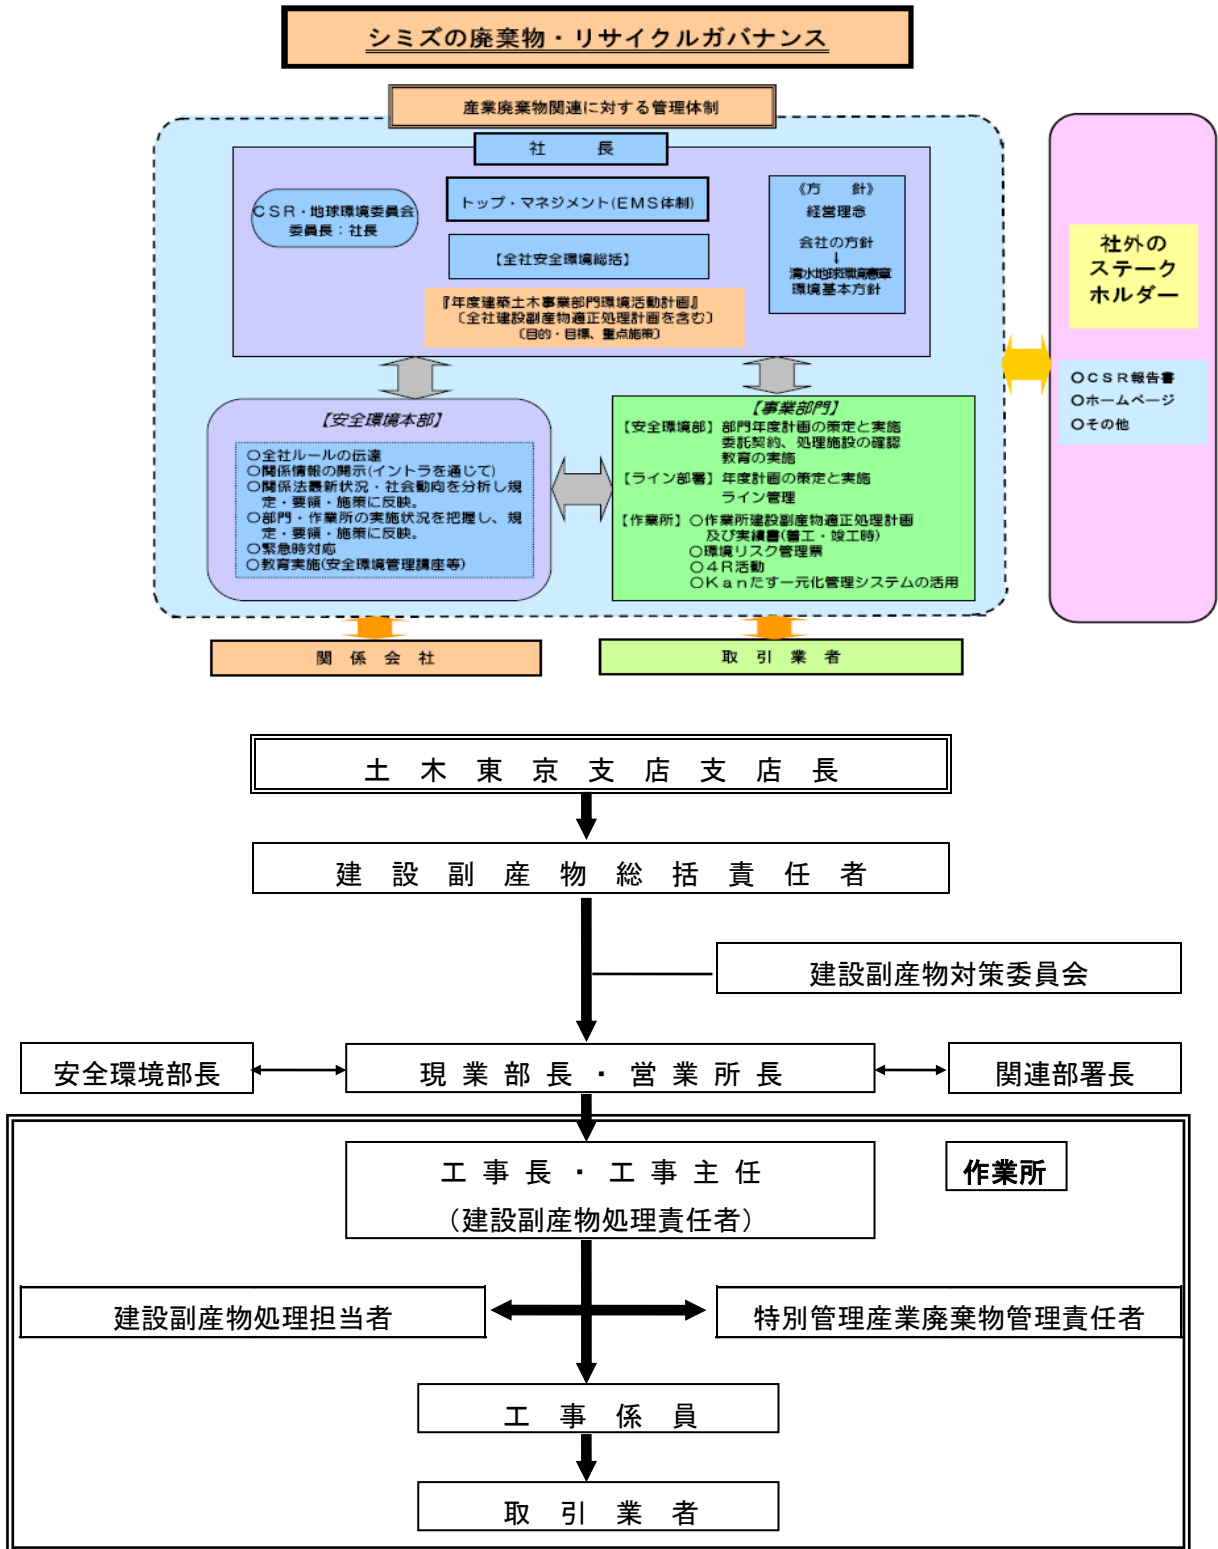 シミズの廃棄物・リサイクルガバナンス
産業廃棄物関連に対する管理体制
社　長
CSR・地球環境委員会
委員長：社長
トップ・マネジメント(EMS体制)
【全社安全環境総括】
『年度建築土木事業部門環境活動計画』
〔全社建設副産物適正処理計画を含む〕
〔目的・目標、重点施策〕
《方　針》
経営理念
会社の方針
↓
清水地球環境憲章
環境基本方針
社外の
ステーク
ホルダー
○CSR報告書
○ホームページ
○その他
【安全環境本部】
○全社ルールの伝達
○関係情報の開示(イントラを通じて)
○関係法最新状況・社会動向を分析し規
定・要領・施策に反映。
○部門・作業所の実施状況を把握し、規
定・要領・施策に反映。
○緊急時対応
○教育実施(安全環境管理講座等)
【事業部門】
【安全環境部】部門年度計画の策定と実施
委託契約、処理施設の確認
教育の実施
【ライン部署】年度計画の策定と実施
ライン管理
【作業所】○作業所建設副産物適正処理計画
及び実績書(着工・竣工時)
○環境リスク管理票
○4R活動
○Kanたす一元化管理システムの活用
関係会社
取引業者
土木東京支店支店長
建設副産物総括責任者
建設副産物対策委員会
安全環境部長
現業部長・営業所長
関連部署長
工事長・工事主任
（建設副産物処理責任者）
作業所
建設副産物処理担当者
特別管理産業廃棄物管理責任者
工事係員
取引業者